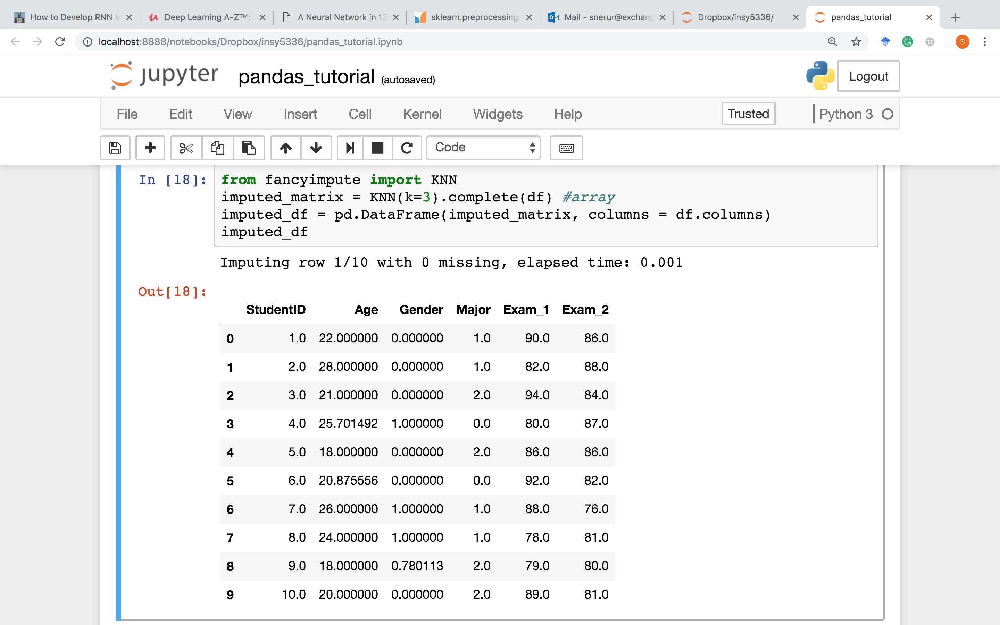 How to Develop RNN M
Deep Learning A-Z™:
A Neural Network in 13
sklearn.preprocessing.
Mail - snerur@exchang
Dropbox/insy5336/
pandas_tutorial
localhost:8888/notebooks/Dropbox/insy5336/pandas_tutorial.ipynb
S
jupyter pandas_tutorial (autosaved)
Logout
File Edit View Insert Cell Kernel Widgets Help Trusted Python 3
Code
In [18]: from fancyimpute import KNN
imputed_matrix = KNN(k=3).complete(df) #array
imputed_df = pd.DataFrame(imputed_matrix, columns = df.columns)
imputed_df
Imputing row 1/10 with 0 missing, elapsed time: 0.001
Out[18]:
StudentID Age Gender Major Exam_1 Exam_2
0 1.0 22.000000 0.000000 1.0 90.0 86.0
1 2.0 28.000000 0.000000 1.0 82.0 88.0
2 3.0 21.000000 0.000000 2.0 94.0 84.0
3 4.0 25.701492 1.000000 0.0 80.0 87.0
4 5.0 18.000000 0.000000 2.0 86.0 86.0
5 6.0 20.875556 0.000000 0.0 92.0 82.0
6 7.0 26.000000 1.000000 1.0 88.0 76.0
7 8.0 24.000000 1.000000 1.0 78.0 81.0
8 9.0 18.000000 0.780113 2.0 79.0 80.0
9 10.0 20.000000 0.000000 2.0 89.0 81.0